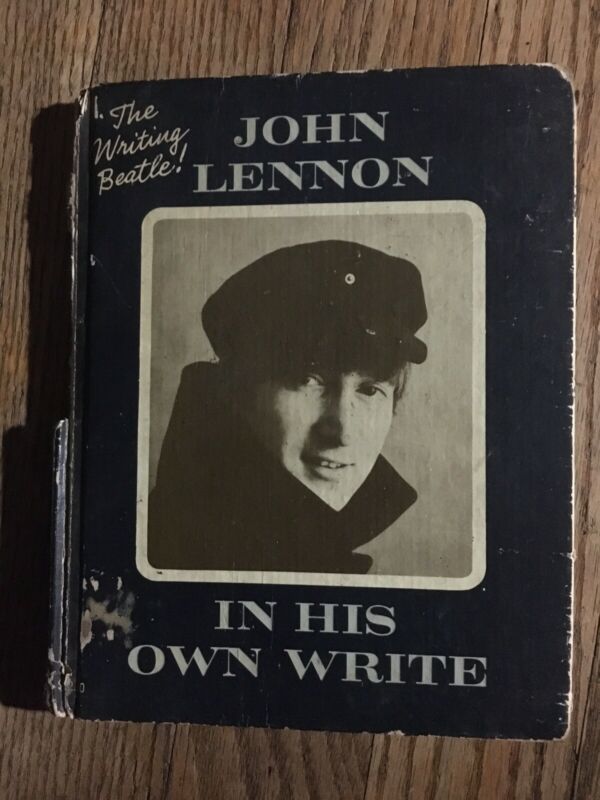 The
Writing
Beatle!
JOHN
LENNON
IN HIS
OWN WRITE